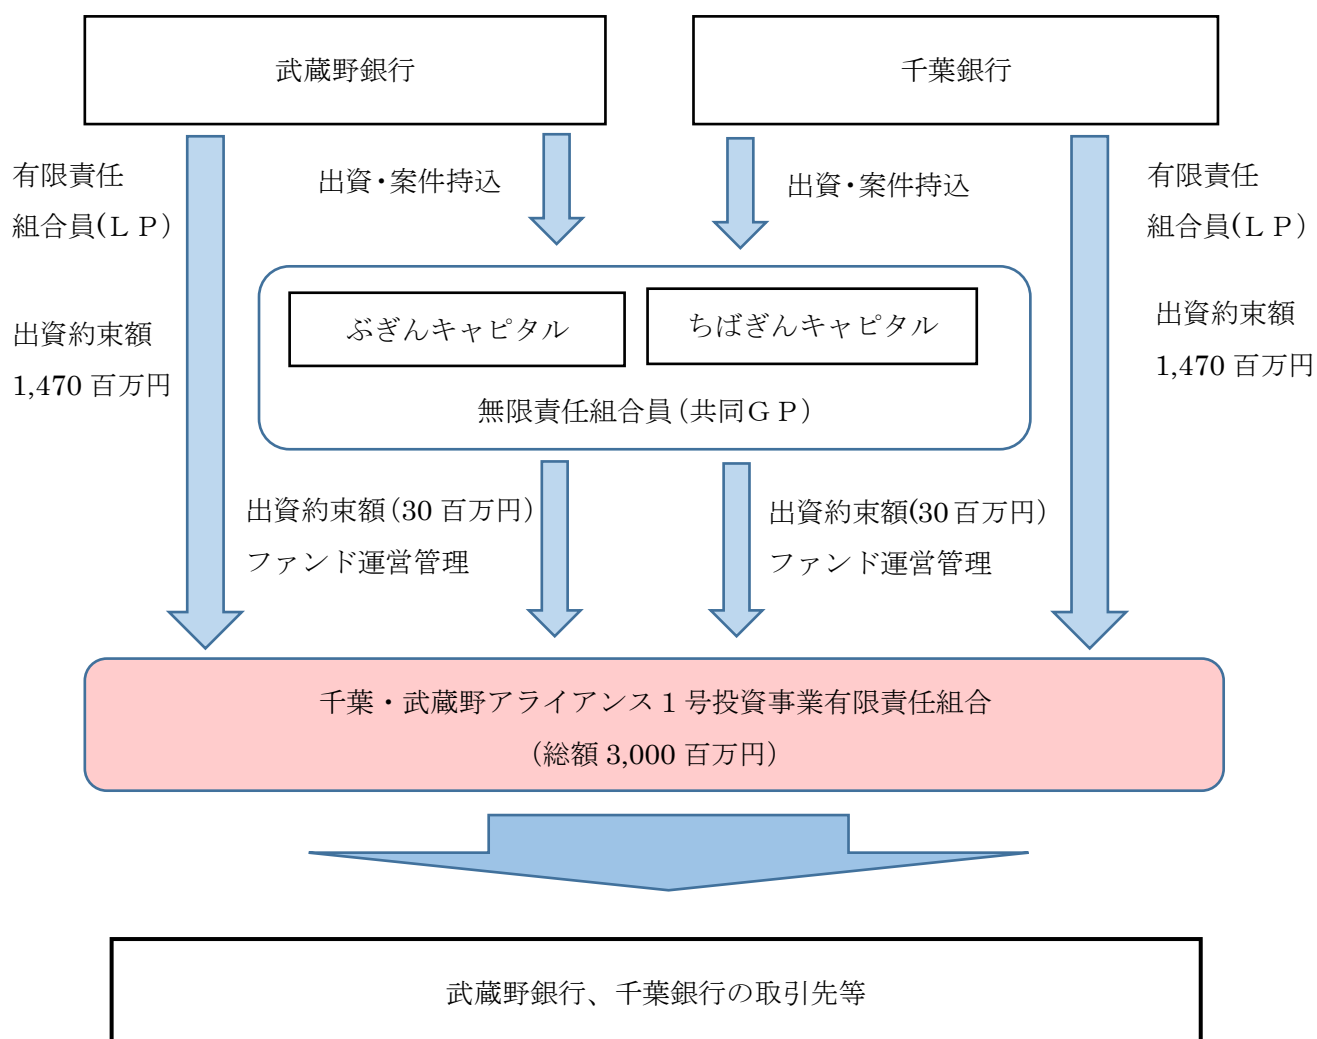 武蔵野銀行
千葉銀行
有限責任
組合員(ＬＰ)
出資・案件持込
出資・案件持込
有限責任
組合員(ＬＰ)
ぶぎんキャピタル
ちばぎんキャピタル
無限責任組合員(共同ＧＰ)
出資約束額
1,470 百万円
出資約束額
1,470 百万円
出資約束額(30 百万円)
ファンド運営管理
出資約束額(30 百万円)
ファンド運営管理
千葉・武蔵野アライアンス１号投資事業有限責任組合
(総額 3,000 百万円)
武蔵野銀行、千葉銀行の取引先等